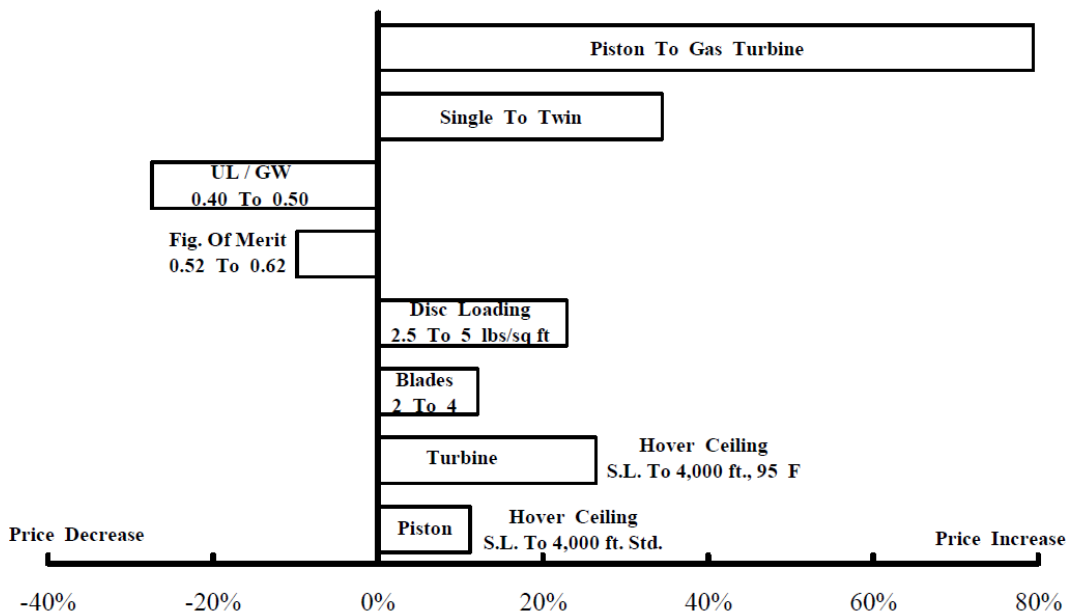 Piston To Gas Turbine
Single To Twin
UL / GW
0.40 To 0.50
Fig. Of Merit
0.52 To 0.62
Disc Loading
2.5 To 5 lbs/sq ft
Blades
2 To 4
Turbine
Hover Ceiling
S.L. To 4,000 ft., 95 F
Piston
Hover Ceiling
S.L. To 4,000 ft. Std.
Price Decrease
Price Increase
-40% -20% 0% 20% 40% 60% 80%